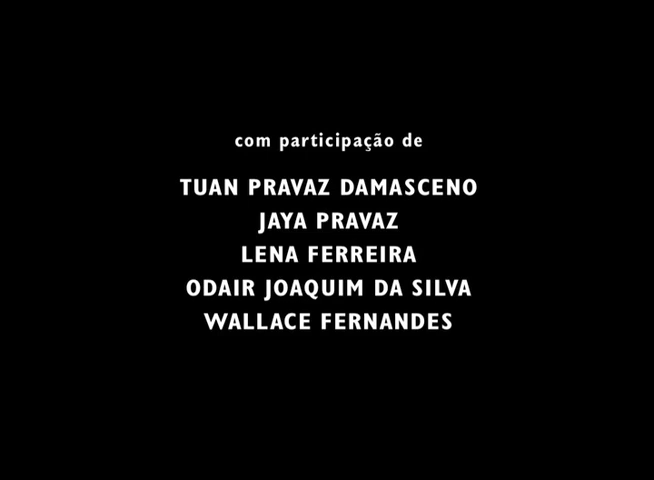 com participação de
TUAN PRAVAZ DAMASCENO
JAYA PRAVAZ
LENA FERREIRA
ODAIR JOAQUIM DA SILVA
WALLACE FERNANDES